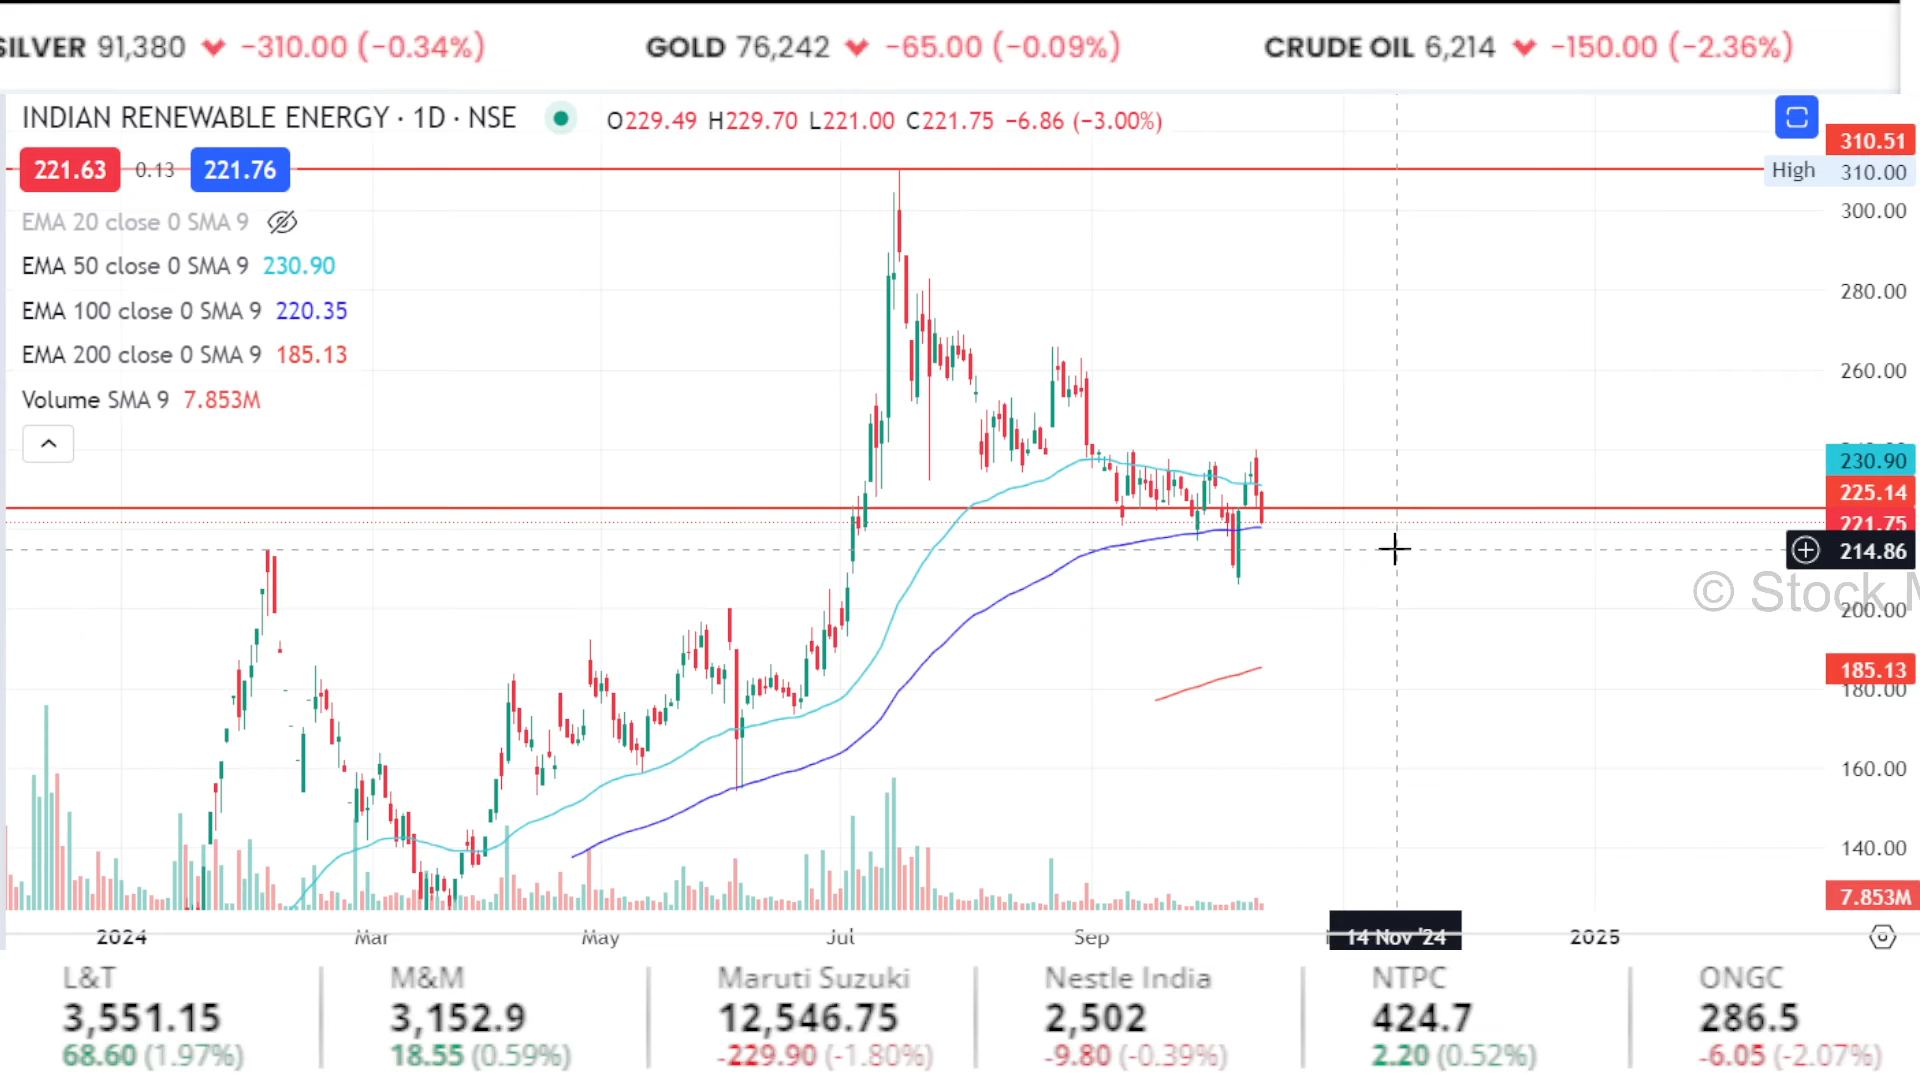 SILVER 91,380 -310.00 (-0.34%) GOLD 76,242 -65.00 (-0.09%) CRUDE OIL 6,214 -150.00 (-2.36%)
INDIAN RENEWABLE ENERGY · 1D · NSE O229.49 H229.70 L221.00 C221.75 -6.86 (-3.00%)
310.51
221.63 0.13 221.76
High 310.00
300.00
EMA 20 close 0 SMA 9
EMA 50 close 0 SMA 9 230.90
280.00
EMA 100 close 0 SMA 9 220.35
EMA 200 close 0 SMA 9 185.13
260.00
Volume SMA 9 7.853M
230.90
225.14
221.75
214.86
© Stock
200.00
185.13
180.00
160.00
140.00
7.853M
2024 Mar May Jul Sep 14 Nov '24 2025
L&T M&M Maruti Suzuki Nestle India NTPC ONGC
3,551.15 3,152.9 12,546.75 2,502 424.7 286.5
68.60 (1.97%) 18.55 (0.59%) -229.90 (-1.80%) -9.80 (-0.39%) 2.20 (0.52%) -6.05 (-2.07%)